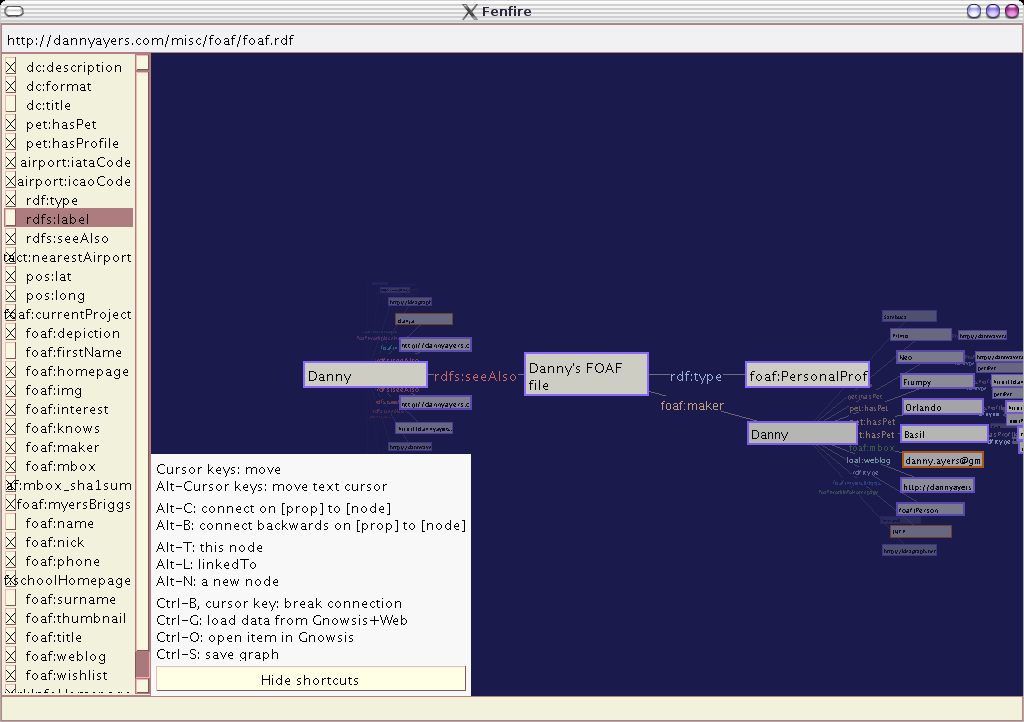 Fenfire
http://dannyayers.com/misc/foaf/foaf.rdf
dc:description
dc:format
dc:title
pet:hasPet
pet:hasProfile
airport:iataCode
airport:icaoCode
rdf:type
rdfs:label
rdfs:seeAlso
tact:nearestAirport
pos:lat
pos:long
foaf:currentProject
foaf:depiction
foaf:firstName
foaf:homepage
foaf:img
foaf:interest
foaf:knows
foaf:maker
foaf:mbox
af:mbox_sha1sum
foaf:myersBriggs
foaf:name
foaf:nick
foaf:phone
f:schoolHomepage
foaf:surname
foaf:thumbnail
foaf:title
foaf:weblog
foaf:wishlist
http://dannyayers.c
Danny
rdfs:seeAlso
Danny's FOAF
file
rdf:type
foaf:PersonalProf
foaf:maker
Danny
http://dannyayers.c
Neo
Frumpy
Orlando
Basil
pet:hasPet
pet:hasPet
pet:hasPet
foaf:mbox
danny.ayers@gm
foaf:weblog
http://dannyayers
rdf:type
foaf:Person
Cursor keys: move
Alt-Cursor keys: move text cursor
Alt-C: connect on [prop] to [node]
Alt-B: connect backwards on [prop] to [node]
Alt-T: this node
Alt-L: linkedTo
Alt-N: a new node
Ctrl-B, cursor key: break connection
Ctrl-G: load data from Gnowsis+Web
Ctrl-O: open item in Gnowsis
Ctrl-S: save graph
Hide shortcuts